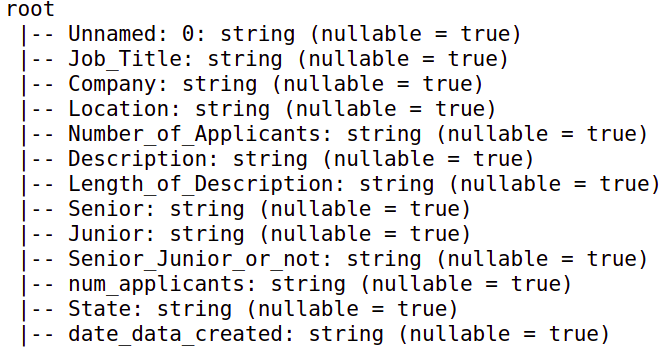 root
 |-- Unnamed: 0: string (nullable = true)
 |-- Job_Title: string (nullable = true)
 |-- Company: string (nullable = true)
 |-- Location: string (nullable = true)
 |-- Number_of_Applicants: string (nullable = true)
 |-- Description: string (nullable = true)
 |-- Length_of_Description: string (nullable = true)
 |-- Senior: string (nullable = true)
 |-- Junior: string (nullable = true)
 |-- Senior_Junior_or_not: string (nullable = true)
 |-- num_applicants: string (nullable = true)
 |-- State: string (nullable = true)
 |-- date_data_created: string (nullable = true)